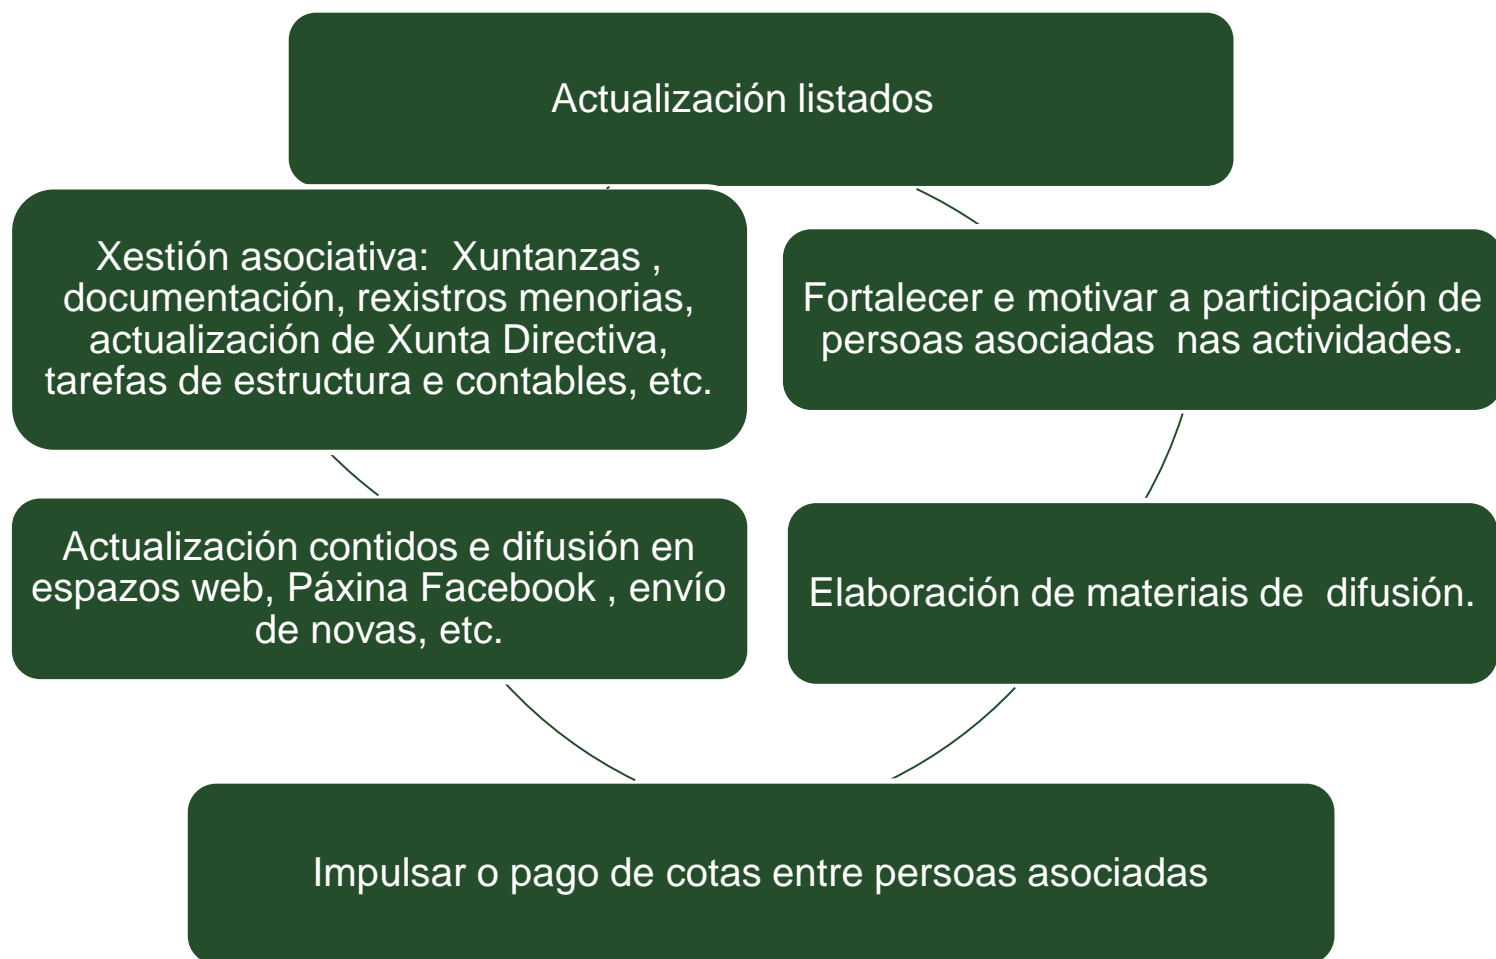 Actualización listados
Xestión asociativa:  Xuntanzas ,
documentación, rexistros menorias,
actualización de Xunta Directiva,
tarefas de estructura e contables, etc.
Fortalecer e motivar a participación de
persoas asociadas  nas actividades.
Actualización contidos e difusión en
espazos web, Páxina Facebook , envío
de novas, etc.
Elaboración de materiais de  difusión.
Impulsar o pago de cotas entre persoas asociadas